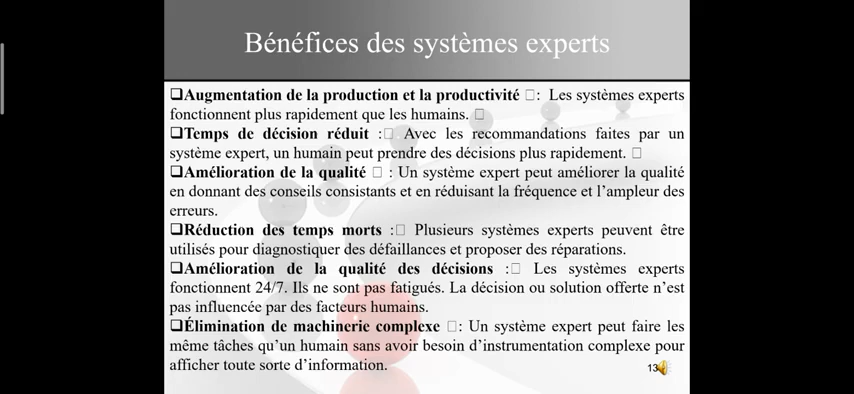 Bénéfices des systèmes experts
❑Augmentation de la production et la productivité □: Les systèmes experts
fonctionnent plus rapidement que les humains. □
❑Temps de décision réduit :□ Avec les recommandations faites par un
système expert, un humain peut prendre des décisions plus rapidement. □
❑Amélioration de la qualité □ : Un système expert peut améliorer la qualité
en donnant des conseils consistants et en réduisant la fréquence et l'ampleur des
erreurs.
❑Réduction des temps morts :□ Plusieurs systèmes experts peuvent être
utilisés pour diagnostiquer des défaillances et proposer des réparations.
❑Amélioration de la qualité des décisions :□ Les systèmes experts
fonctionnent 24/7. Ils ne sont pas fatigués. La décision ou solution offerte n'est
pas influencée par des facteurs humains.
❑Élimination de machinerie complexe □: Un système expert peut faire les
même tâches qu'un humain sans avoir besoin d'instrumentation complexe pour
afficher toute sorte d'information.
13